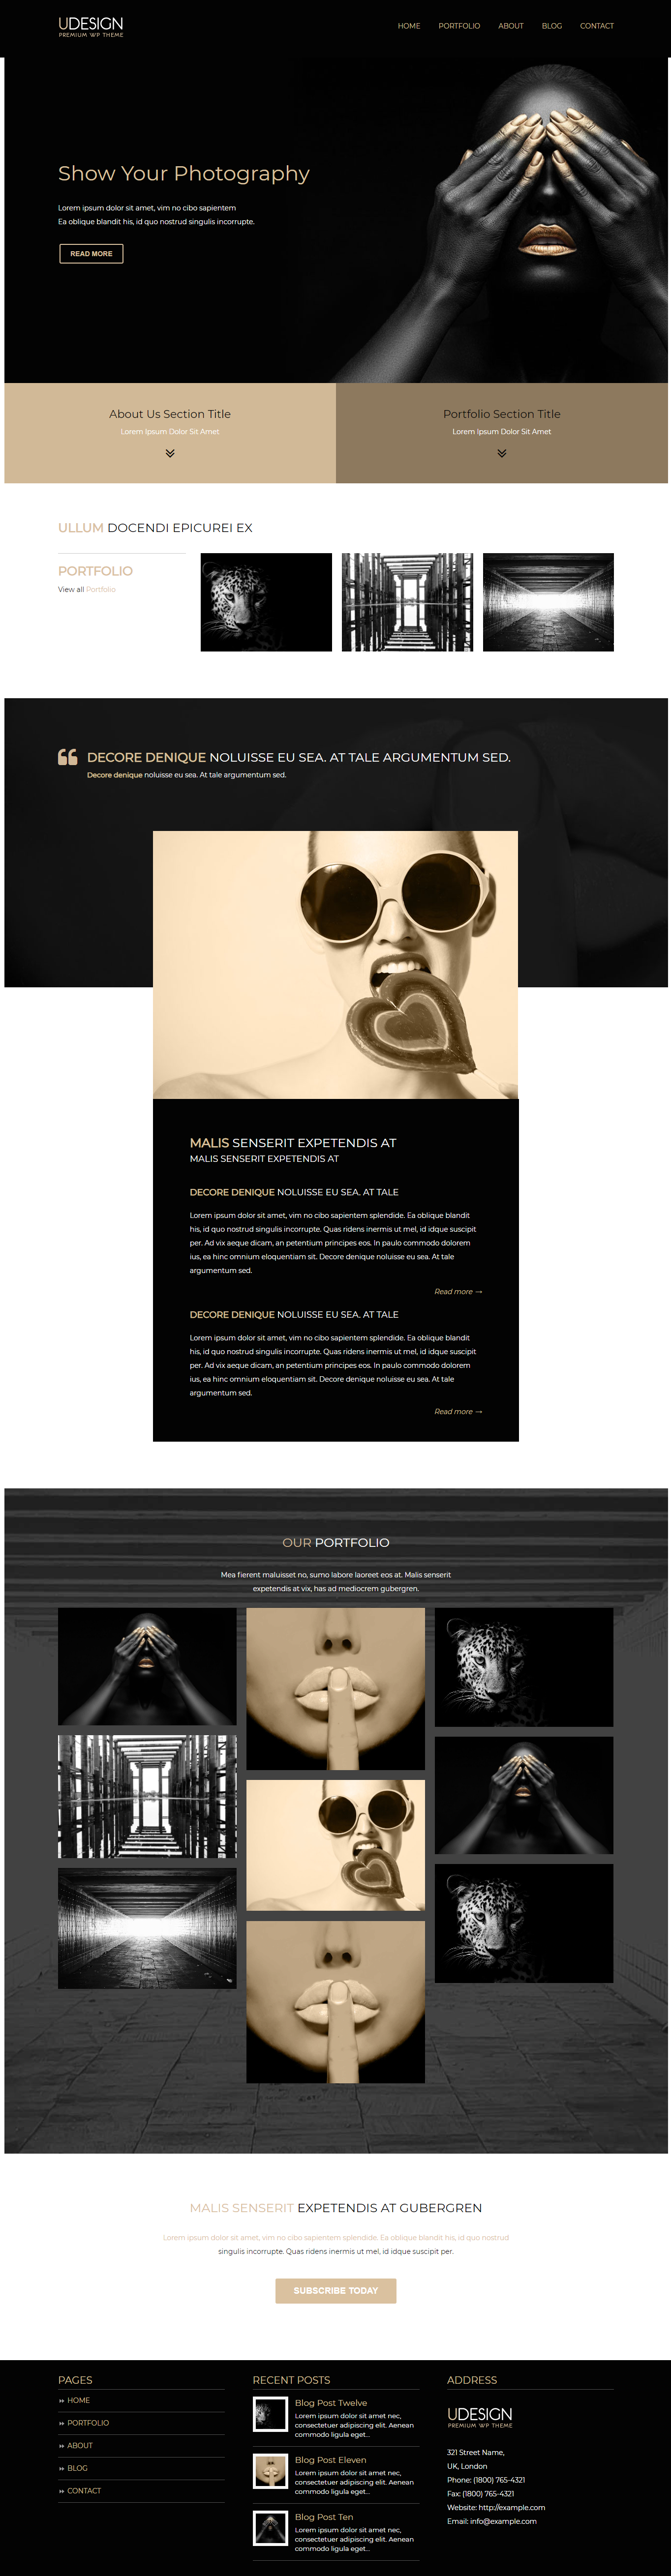 UDESIGN
PREMIUM WP THEME
HOME PORTFOLIO ABOUT BLOG CONTACT
Show Your Photography
Lorem ipsum dolor sit amet, vim no cibo sapientem
Ea oblique blandit his, id quo nostrud singulis incorrupte.
READ MORE
About Us Section Title
Lorem Ipsum Dolor Sit Amet
Portfolio Section Title
Lorem Ipsum Dolor Sit Amet
ULLUM DOCENDI EPICUREI EX
PORTFOLIO
View all Portfolio
DECORE DENIQUE NOLUISSE EU SEA. AT TALE ARGUMENTUM SED.
Decore denique noluisse eu sea. At tale argumentum sed.
MALIS SENSERIT EXPETENDIS AT
MALIS SENSERIT EXPETENDIS AT
DECORE DENIQUE NOLUISSE EU SEA. AT TALE
Lorem ipsum dolor sit amet, vim no cibo sapientem splendide. Ea oblique blandit
his, id quo nostrud singulis incorrupte. Quas ridens inermis ut mel, id idque suscipit
per. Ad vix aeque dicam, an petentium principes eos. In paulo commodo dolorem
ius, ea hinc omnium eloquentiam sit. Decore denique noluisse eu sea. At tale
argumentum sed.
Read more →
DECORE DENIQUE NOLUISSE EU SEA. AT TALE
Lorem ipsum dolor sit amet, vim no cibo sapientem splendide. Ea oblique blandit
his, id quo nostrud singulis incorrupte. Quas ridens inermis ut mel, id idque suscipit
per. Ad vix aeque dicam, an petentium principes eos. In paulo commodo dolorem
ius, ea hinc omnium eloquentiam sit. Decore denique noluisse eu sea. At tale
argumentum sed.
Read more →
OUR PORTFOLIO
Mea fierent maluisset no, sumo labore laoreet eos at. Malis senserit
expetendis at vix, has ad mediocrem gubergren.
MALIS SENSERIT EXPETENDIS AT GUBERGREN
Lorem ipsum dolor sit amet, vim no cibo sapientem splendide. Ea oblique blandit his, id quo nostrud
singulis incorrupte. Quas ridens inermis ut mel, id idque suscipit per.
SUBSCRIBE TODAY
PAGES
HOME
PORTFOLIO
ABOUT
BLOG
CONTACT
RECENT POSTS
Blog Post Twelve
Lorem ipsum dolor sit amet nec,
consectetuer adipiscing elit. Aenean
commodo ligula eget...
Blog Post Eleven
Lorem ipsum dolor sit amet nec,
consectetuer adipiscing elit. Aenean
commodo ligula eget...
Blog Post Ten
Lorem ipsum dolor sit amet nec,
consectetuer adipiscing elit. Aenean
commodo ligula eget...
ADDRESS
UDESIGN
PREMIUM WP THEME
321 Street Name,
UK, London
Phone: (1800) 765-4321
Fax: (1800) 765-4321
Website: http://example.com
Email: info@example.com